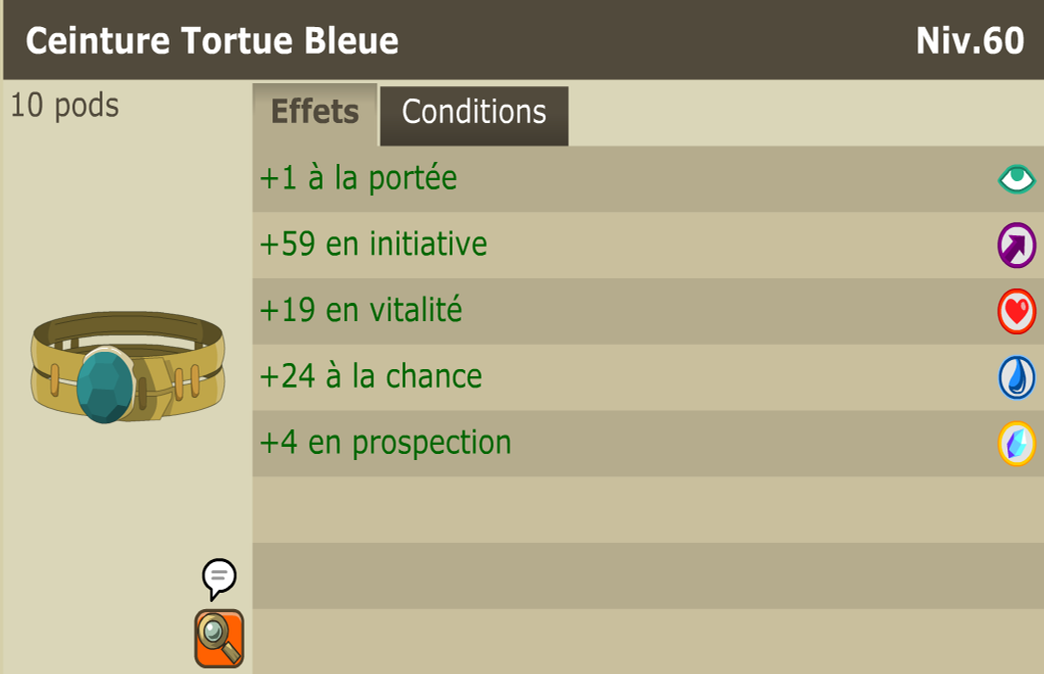 Ceinture Tortue Bleue Niv.60
10 pods
Effets Conditions
+1 à la portée
+59 en initiative
+19 en vitalité
+24 à la chance
+4 en prospection